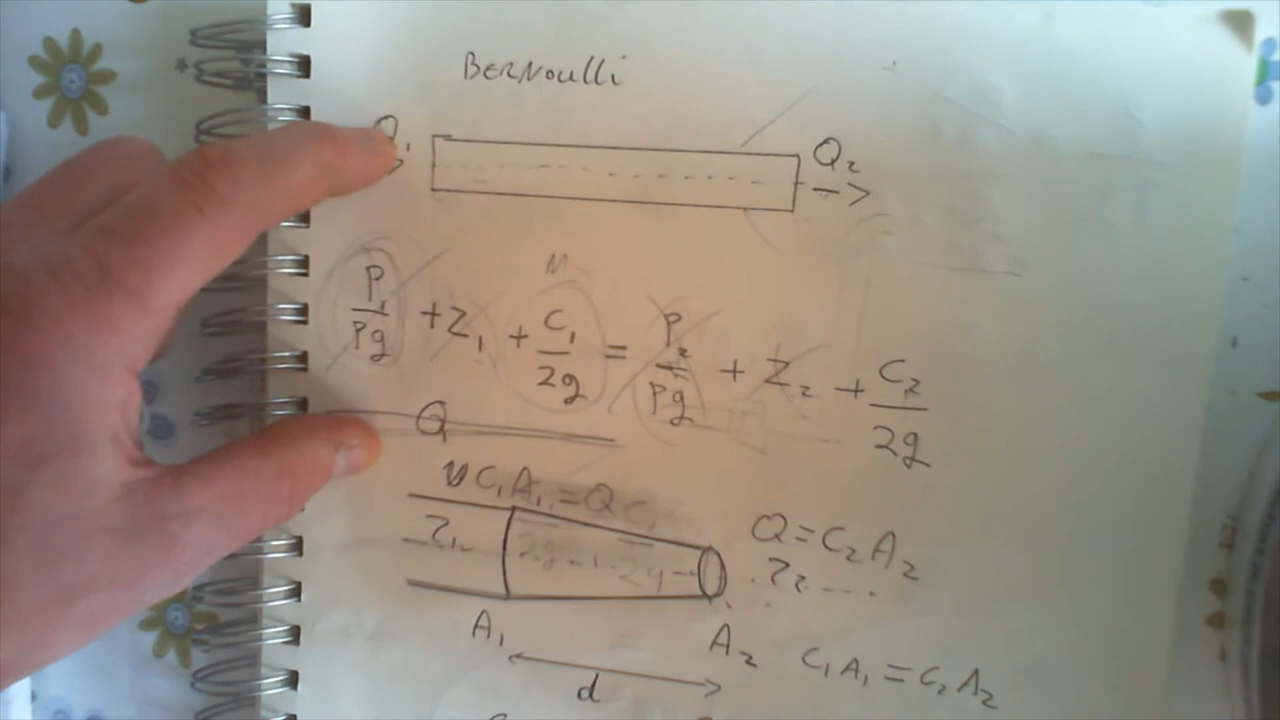 BERNOULLI
Q₁ Q₂
P₁/ρg + Z₁ + C₁/2g = P₂/ρg + Z₂ + C₂/2g
Q
C₁A₁ = Q
Z₁
Q = C₂A₂
A₁ A₂ C₁A₁ = C₂A₂
d